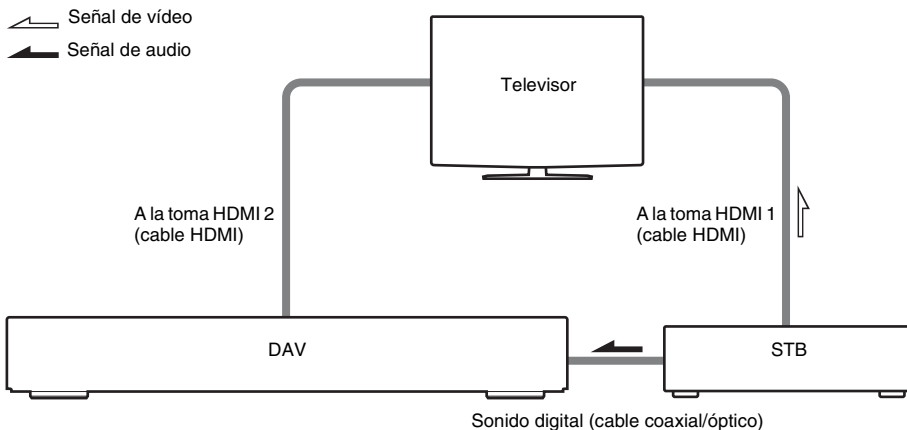 Señal de vídeo
Señal de audio
Televisor
A la toma HDMI 2
(cable HDMI)
A la toma HDMI 1
(cable HDMI)
DAV
STB
Sonido digital (cable coaxial/óptico)